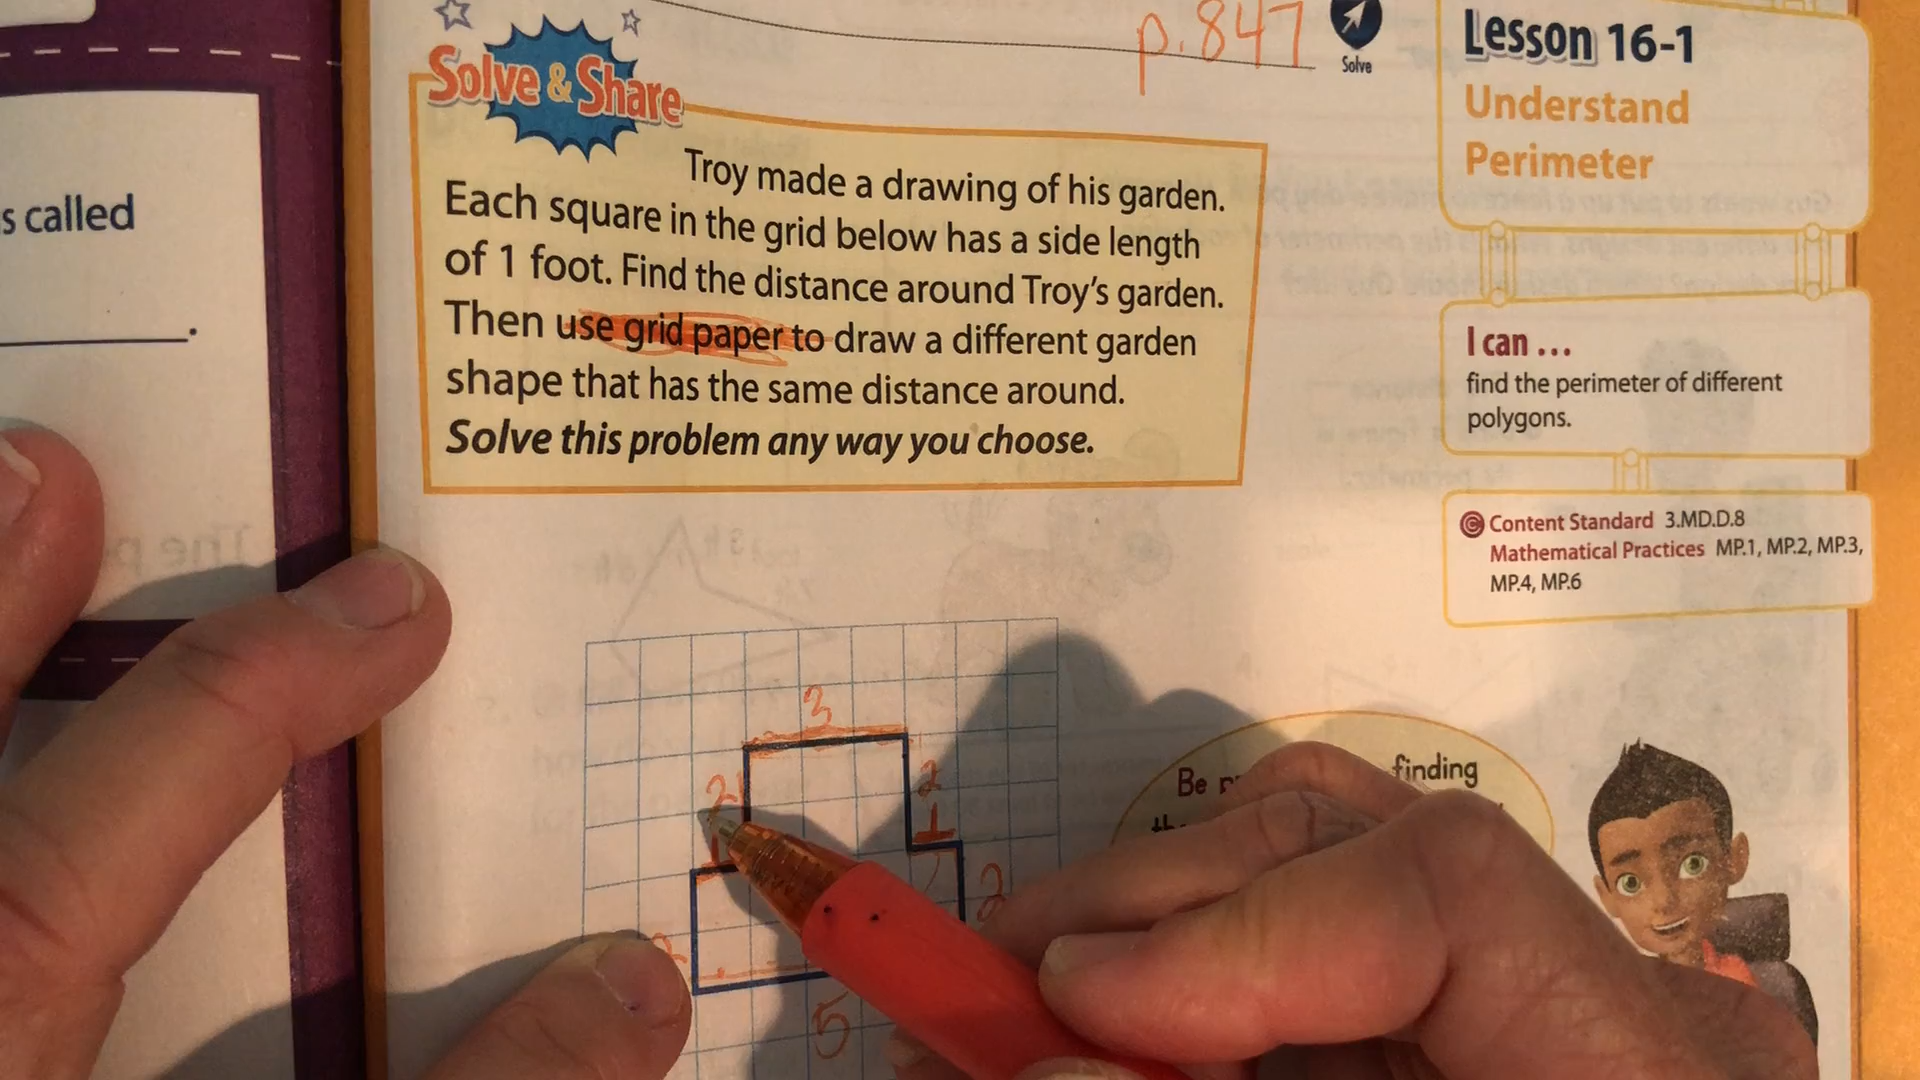 p.847
Solve
Lesson 16-1
Understand
Perimeter
Solve & Share
Troy made a drawing of his garden.
Each square in the grid below has a side length
of 1 foot. Find the distance around Troy's garden.
Then use grid paper to draw a different garden
shape that has the same distance around.
Solve this problem any way you choose.
s called
.
I can ...
find the perimeter of different
polygons.
Content Standard 3.MD.D.8
Mathematical Practices MP.1, MP.2, MP.3,
MP.4, MP.6
3
2
2
1
1
2
2
5
Be
finding